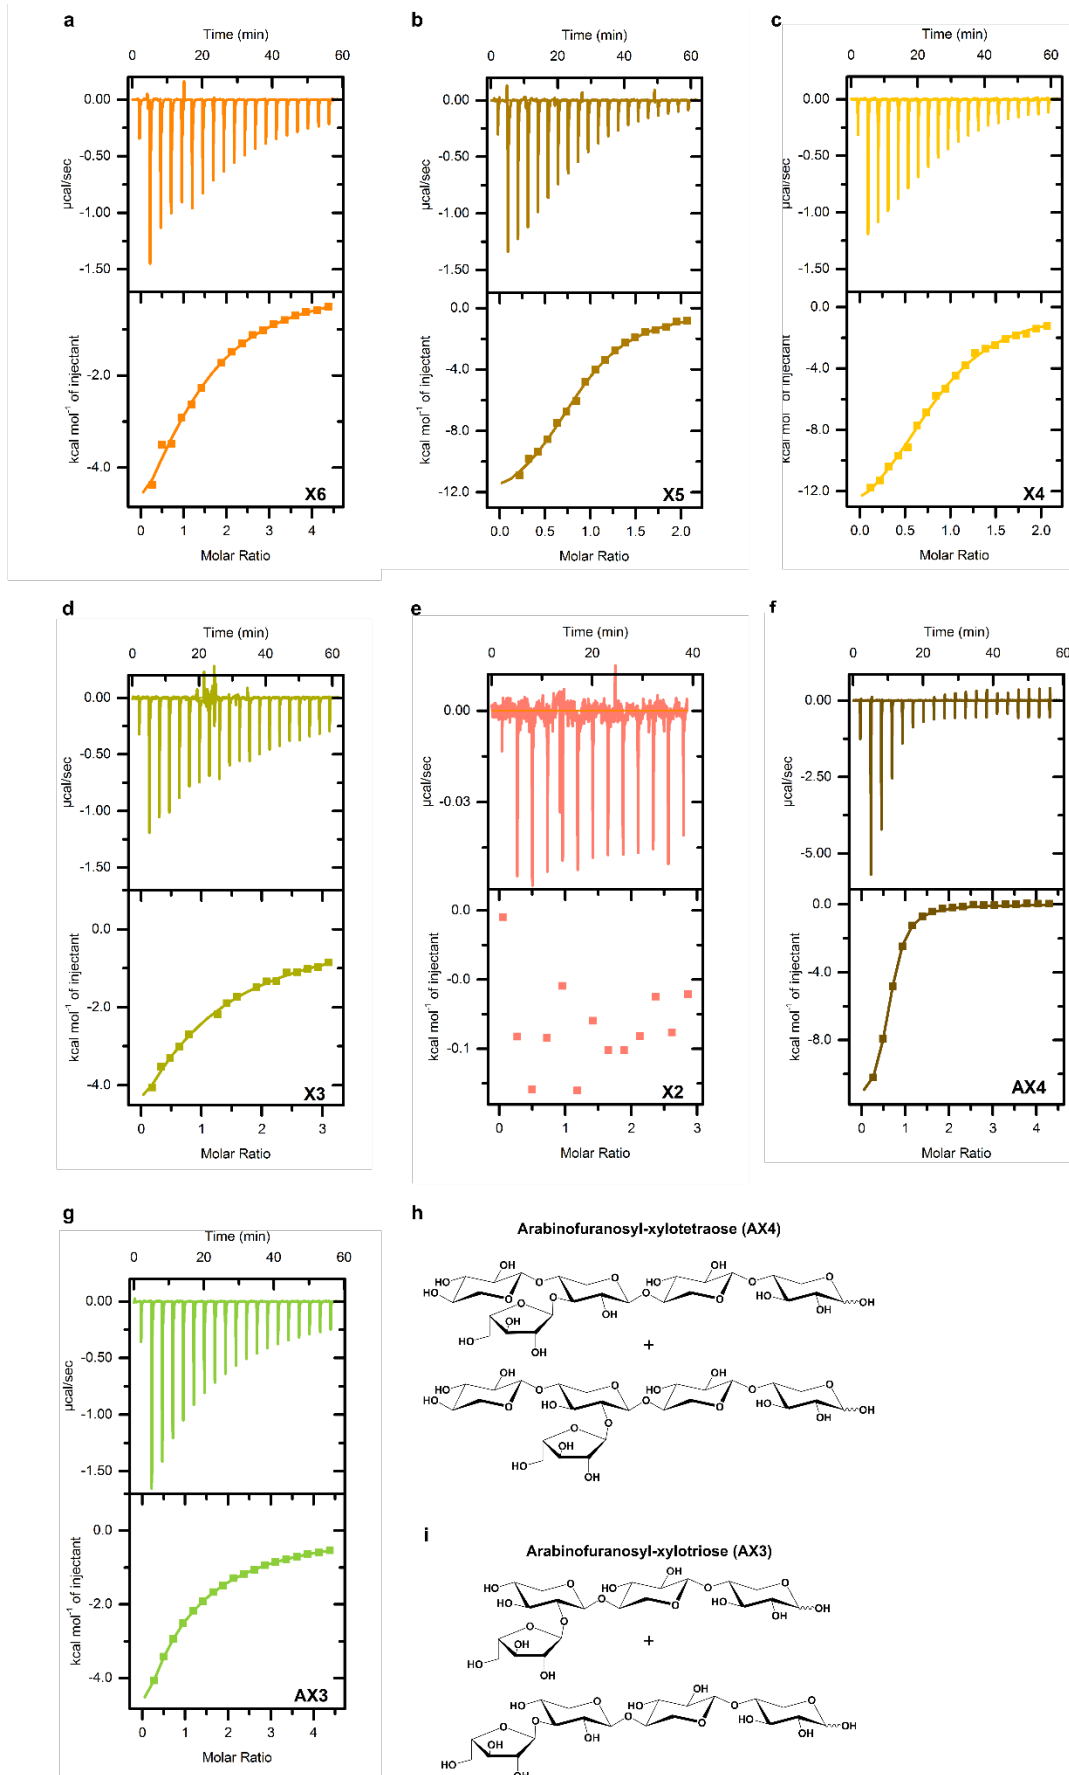 a
Time (min)
0 20 40 60
0.00
-0.50
-1.00
-1.50
µcal/sec
-2.0
-4.0
kcal mol⁻¹ of injectant
X6
0 1 2 3 4
Molar Ratio
b
Time (min)
0 20 40 60
0.00
-0.50
-1.00
-1.50
µcal/sec
0.0
-4.0
-8.0
-12.0
kcal mol⁻¹ of injectant
X5
0.0 0.5 1.0 1.5 2.0
Molar Ratio
c
Time (min)
0 20 40 60
0.00
-0.50
-1.00
-1.50
µcal/sec
0.0
-4.0
-8.0
-12.0
kcal mol⁻¹ of injectant
X4
0.0 0.5 1.0 1.5 2.0
Molar Ratio
d
Time (min)
0 20 40 60
0.00
-0.50
-1.00
-1.50
µcal/sec
0.0
-2.0
-4.0
kcal mol⁻¹ of injectant
X3
0 1 2 3
Molar Ratio
e
Time (min)
0 20 40
0.00
-0.03
µcal/sec
0.0
-0.0
-0.1
kcal mol⁻¹ of injectant
X2
0 1 2 3
Molar Ratio
f
Time (min)
0 20 40 60
0.00
-2.50
-5.00
µcal/sec
0.0
-4.0
-8.0
kcal mol⁻¹ of injectant
AX4
0 1 2 3 4
Molar Ratio
g
Time (min)
0 20 40 60
0.00
-0.50
-1.00
-1.50
µcal/sec
0.0
-2.0
-4.0
kcal mol⁻¹ of injectant
AX3
0 1 2 3 4
Molar Ratio
h
Arabinofuranosyl-xylotetraose (AX4)
+
i
Arabinofuranosyl-xylotriose (AX3)
+